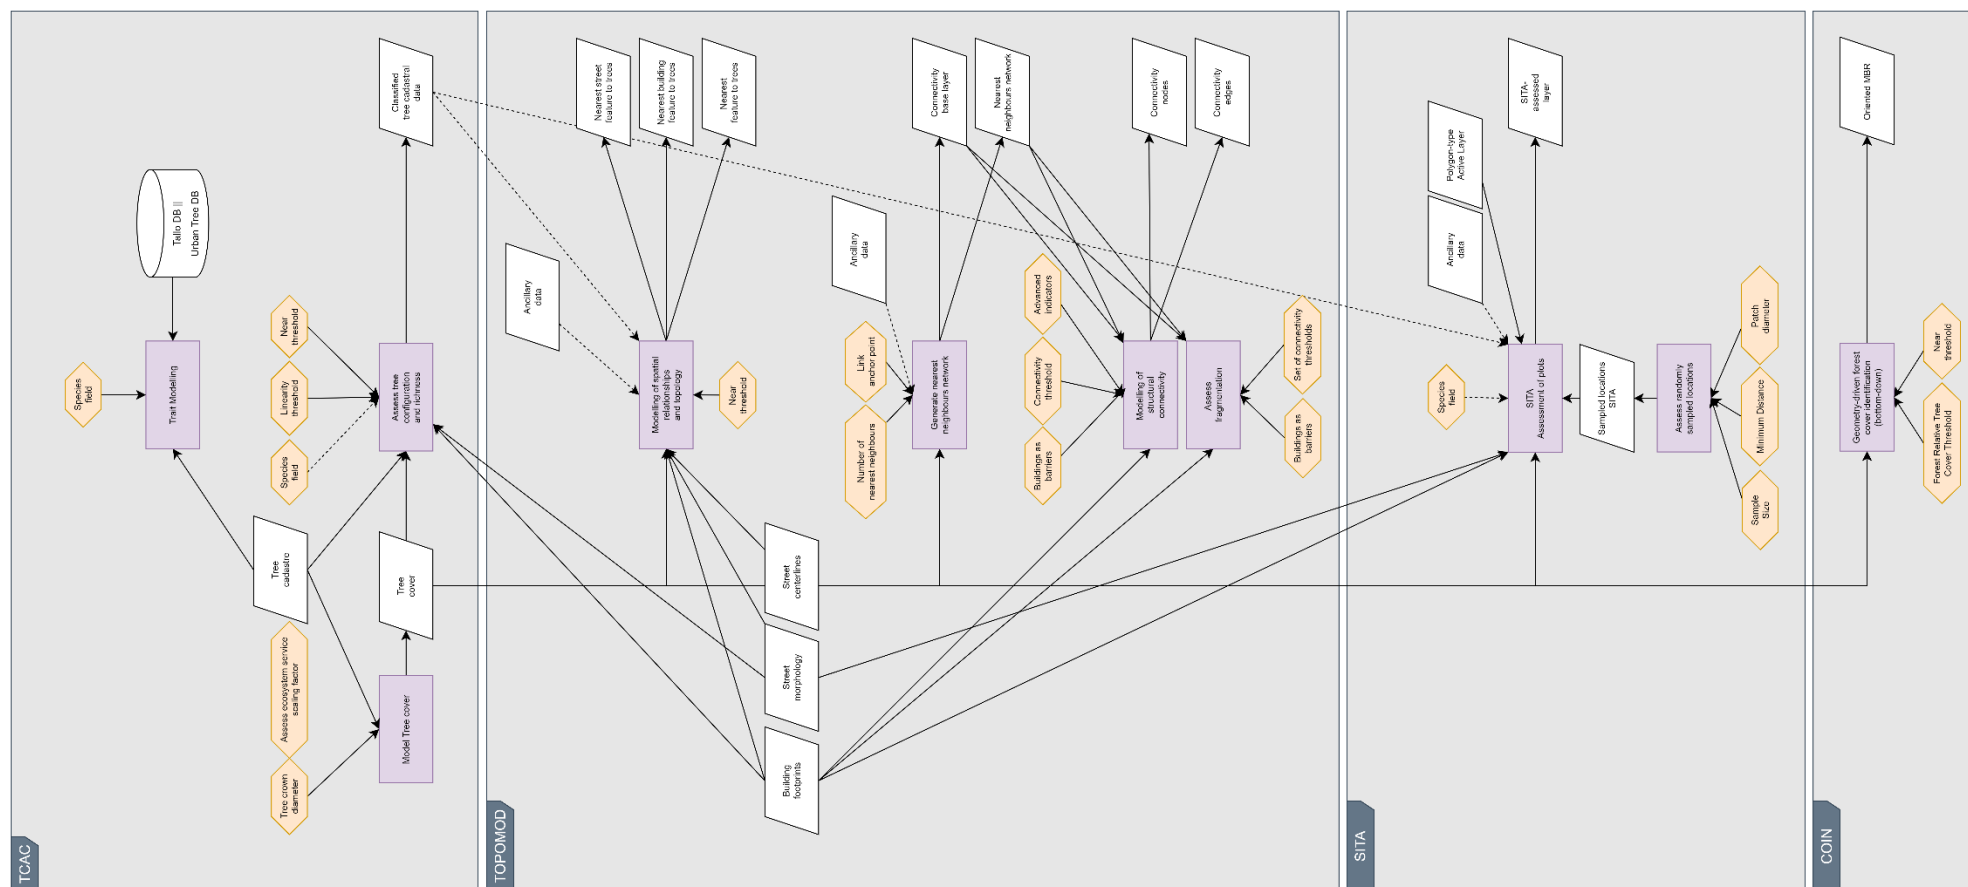 TCAC
Species
field
Trait Modelling
Tallo DB ||
Urban Tree DB
Near
threshold
Linearity
threshold
Species
field
Assess tree
configuration
and richness
Classified
tree cadastral
data
Tree
cadastre
Tree
cover
Assess ecosystem service
scaling factor
Tree crown
diameter
Model Tree cover
TOPOMOD
Nearest street
feature to trees
Nearest building
feature to trees
Nearest
feature to trees
Ancillary
data
Modelling of spatial
relationships
and topology
Near
threshold
Connectivity
base layer
Nearest
neighbours network
Ancillary
data
Link
anchor point
Number of
nearest neighbours
Generate nearest
neighbours network
Connectivity
nodes
Connectivity
edges
Advanced
indicators
Connectivity
threshold
Buildings as
barriers
Modelling of
structural
connectivity
Assess
fragmentation
Set of connectivity
thresholds
Buildings as
barriers
Street
centerlines
Street
morphology
Building
footprints
SITA
Polygon-type
Active Layer
Ancillary
data
SITA-
assessed
layer
Species
field
SITA
Assessment of plots
Sampled locations
SITA
Assess randomly
sampled locations
Patch
diameter
Minimum Distance
Sample
Size
COIN
Oriented MBR
Geometry-driven forest
cover identification
(bottom-down)
Near
threshold
Forest Relative Tree
Cover Threshold